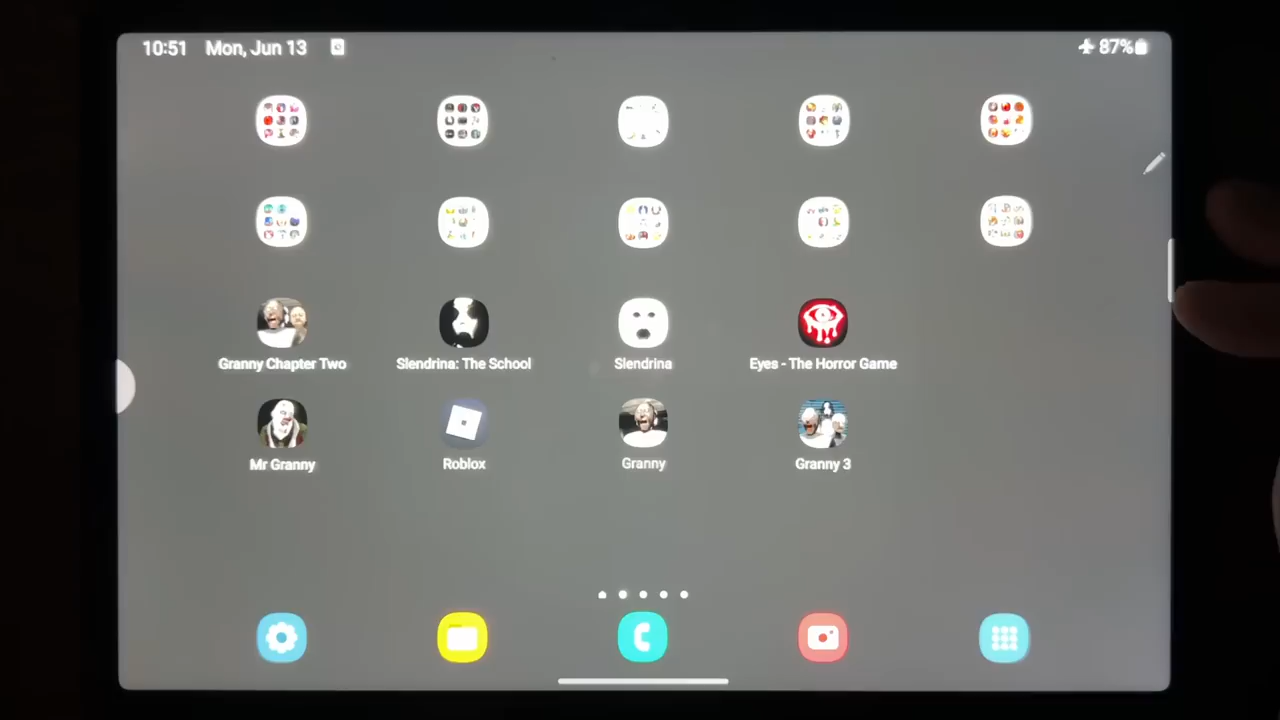 10:51 Mon, Jun 13 87%
Granny Chapter Two Slendrina: The School Slendrina Eyes - The Horror Game
Mr Granny Roblox Granny Granny 3